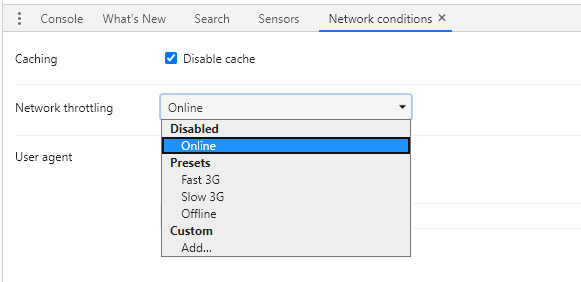 Console What's New Search Sensors Network conditions ×
Caching Disable cache
Network throttling Online
Disabled
Online
User agent
Presets
Fast 3G
Slow 3G
Offline
Custom
Add...